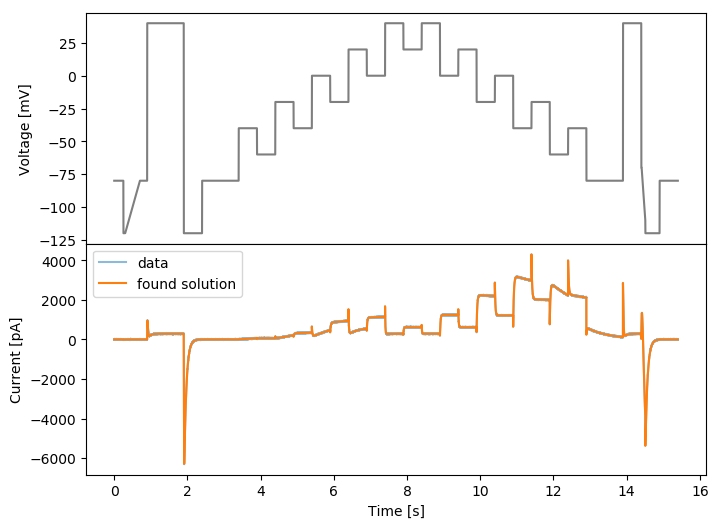 25
0
−25
−50
−75
−100
−125
Voltage [mV]
data
found solution
4000
2000
0
−2000
−4000
−6000
Current [pA]
0 2 4 6 8 10 12 14 16
Time [s]